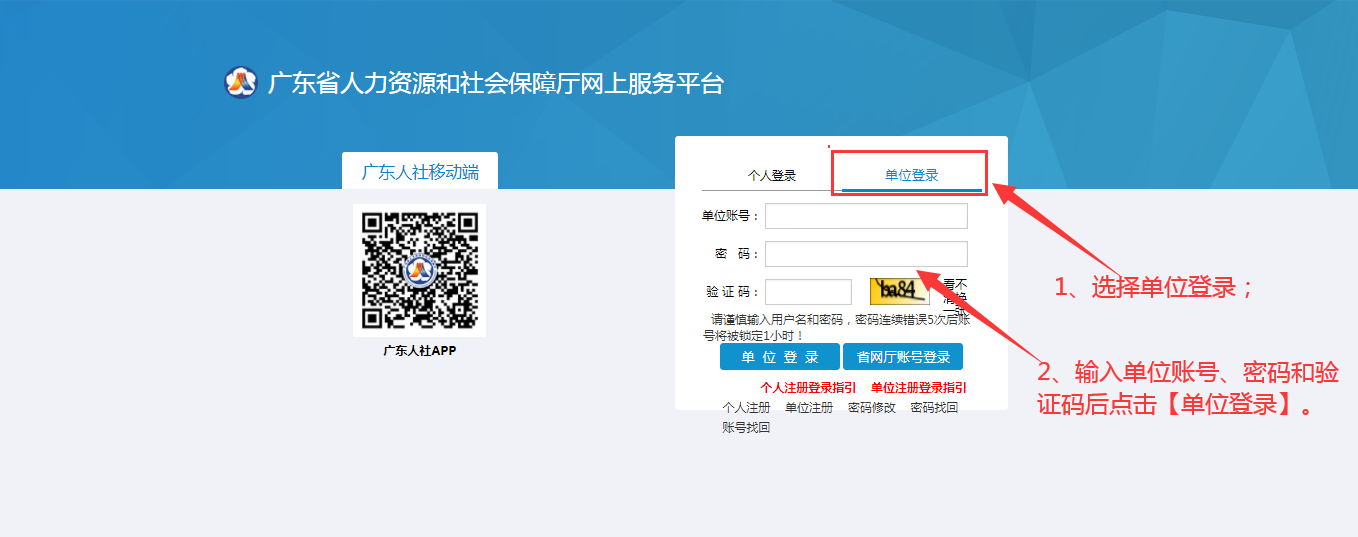 广东省人力资源和社会保障厅网上服务平台
广东人社移动端
广东人社APP
个人登录 单位登录
单位账号：
密 码：
验 证 码： ba84 看不清换一张
请谨慎输入用户名和密码，密码连续错误5次后账
号将被锁定1小时！
单 位 登 录 省网厅账号登录
个人注册登录指引 单位注册登录指引
个人注册 单位注册 密码修改 密码找回
账号找回
1、选择单位登录；
2、输入单位账号、密码和验
证码后点击【单位登录】。